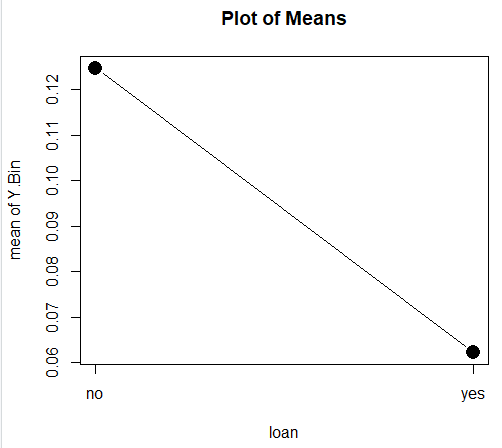 Plot of Means
mean of Y.Bin
0.12
0.11
0.10
0.09
0.08
0.07
0.06
no
yes
loan